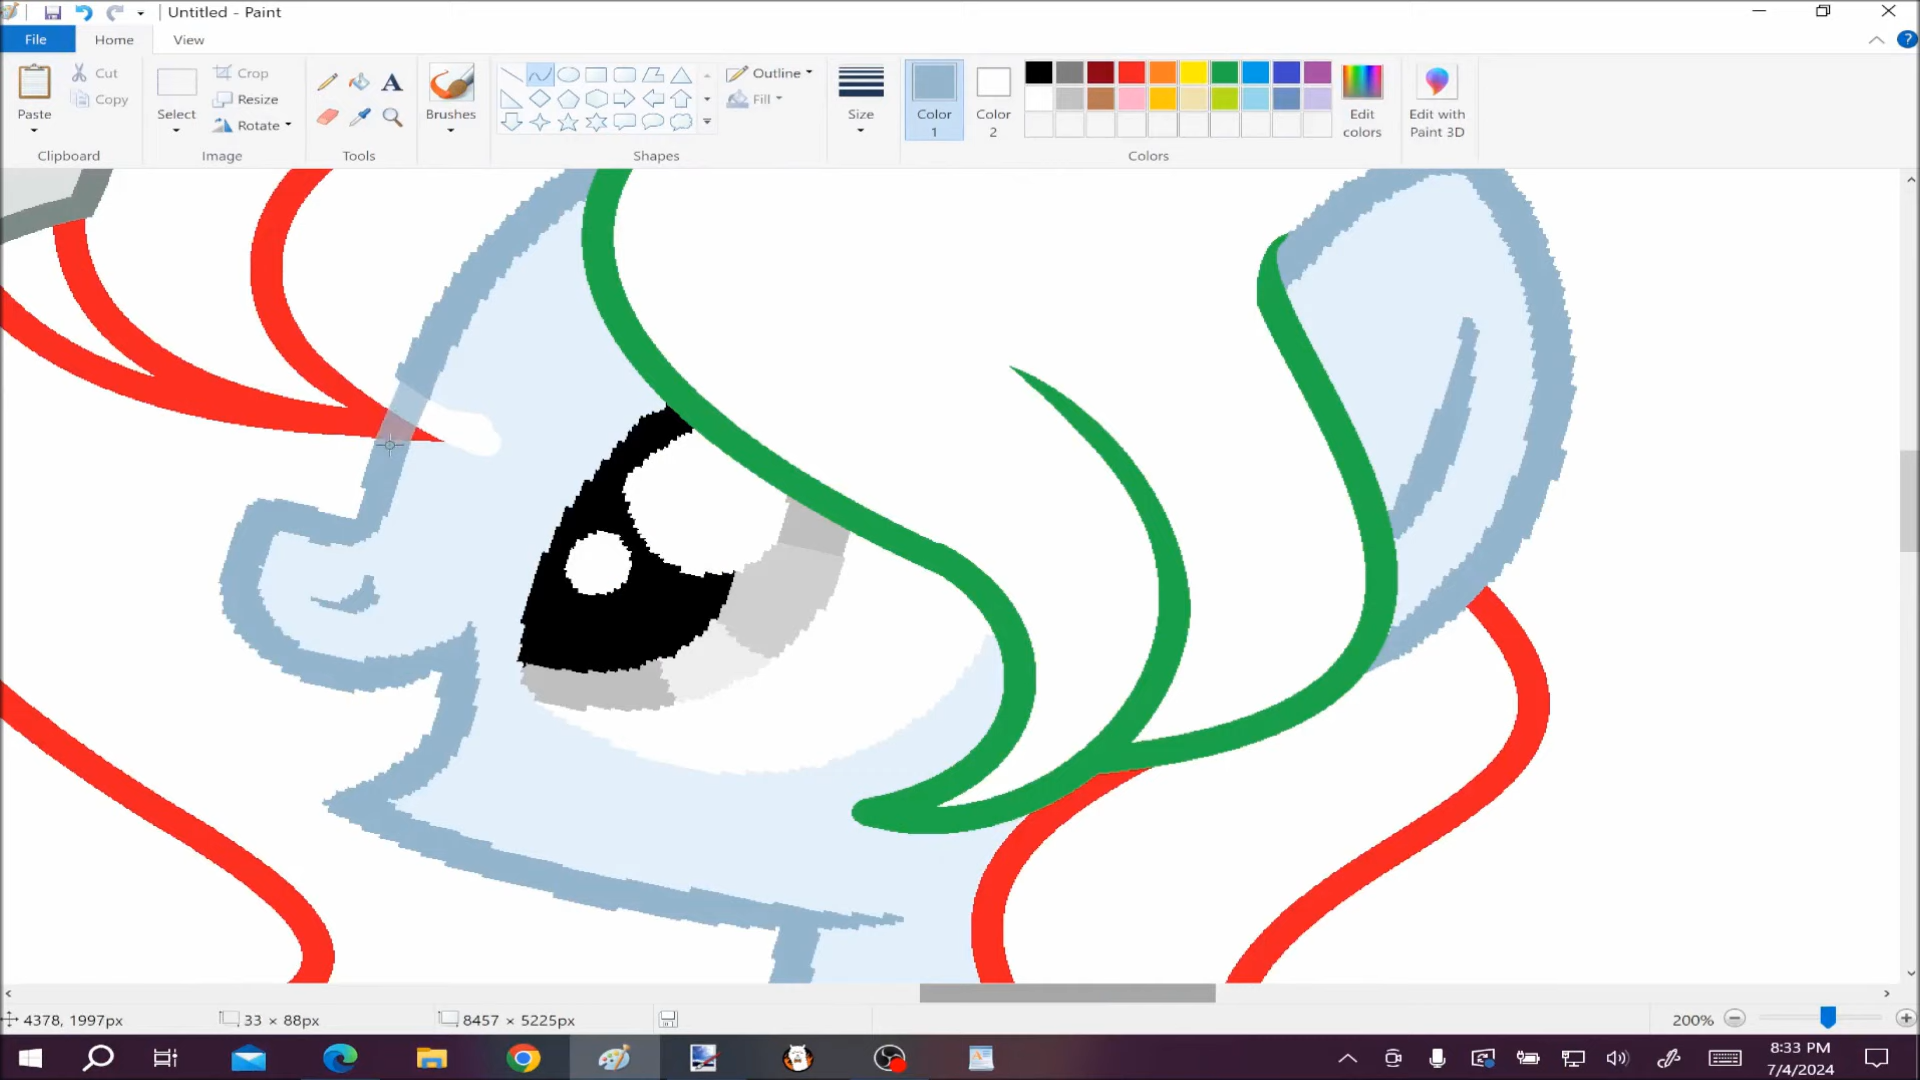 Untitled - Paint
File
Home
View
Paste
Cut
Copy
Clipboard
Select
Crop
Resize
Rotate
Image
A
Tools
Brushes
Shapes
Outline
Fill
Size
Color
1
Color
2
Edit
colors
Colors
Edit with
Paint 3D
?
4378, 1997px
33 × 88px
8457 × 5225px
200%
8:33 PM
7/4/2024